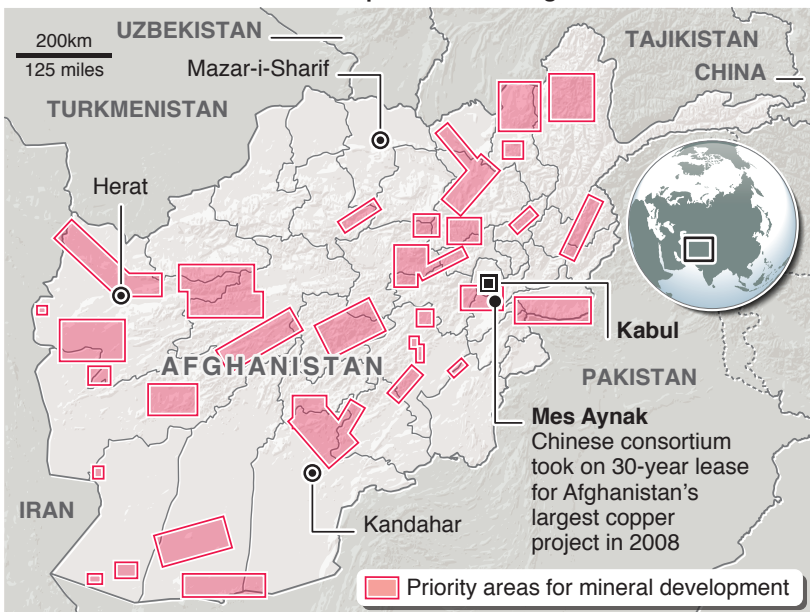 UZBEKISTAN
TAJIKISTAN
CHINA
200km
125 miles
Mazar-i-Sharif
TURKMENISTAN
Herat
Kabul
AFGHANISTAN
PAKISTAN
Mes Aynak
Chinese consortium
took on 30-year lease
for Afghanistan's
largest copper
project in 2008
IRAN
Kandahar
Priority areas for mineral development